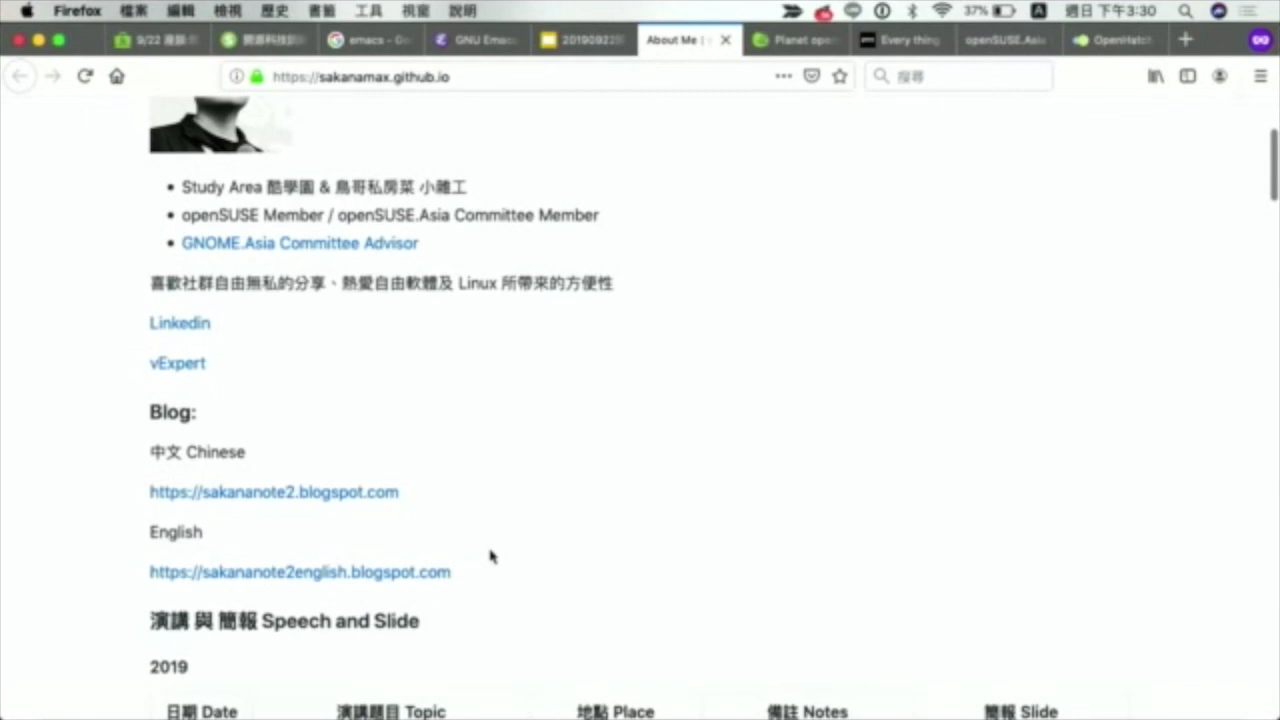 Firefox 檔案 編輯 檢視 歷史 書籤 工具 視窗 說明 37% A 週日 下午3:30
9/22 emacs - Go GNU Emacs 20190922 About Me | Planet open Every thing openSUSE.Asia OpenHatch
https://sakanamax.github.io 搜尋
Study Area 酷學園 & 鳥哥私房菜 小雜工
openSUSE Member / openSUSE.Asia Committee Member
GNOME.Asia Committee Advisor
喜歡社群自由無私的分享、熱愛自由軟體及 Linux 所帶來的方便性
Linkedin
vExpert
Blog:
中文 Chinese
https://sakananote2.blogspot.com
English
https://sakananote2english.blogspot.com
演講 與 簡報 Speech and Slide
2019
日期 Date 演講題目 Topic 地點 Place 備註 Notes 簡報 Slide